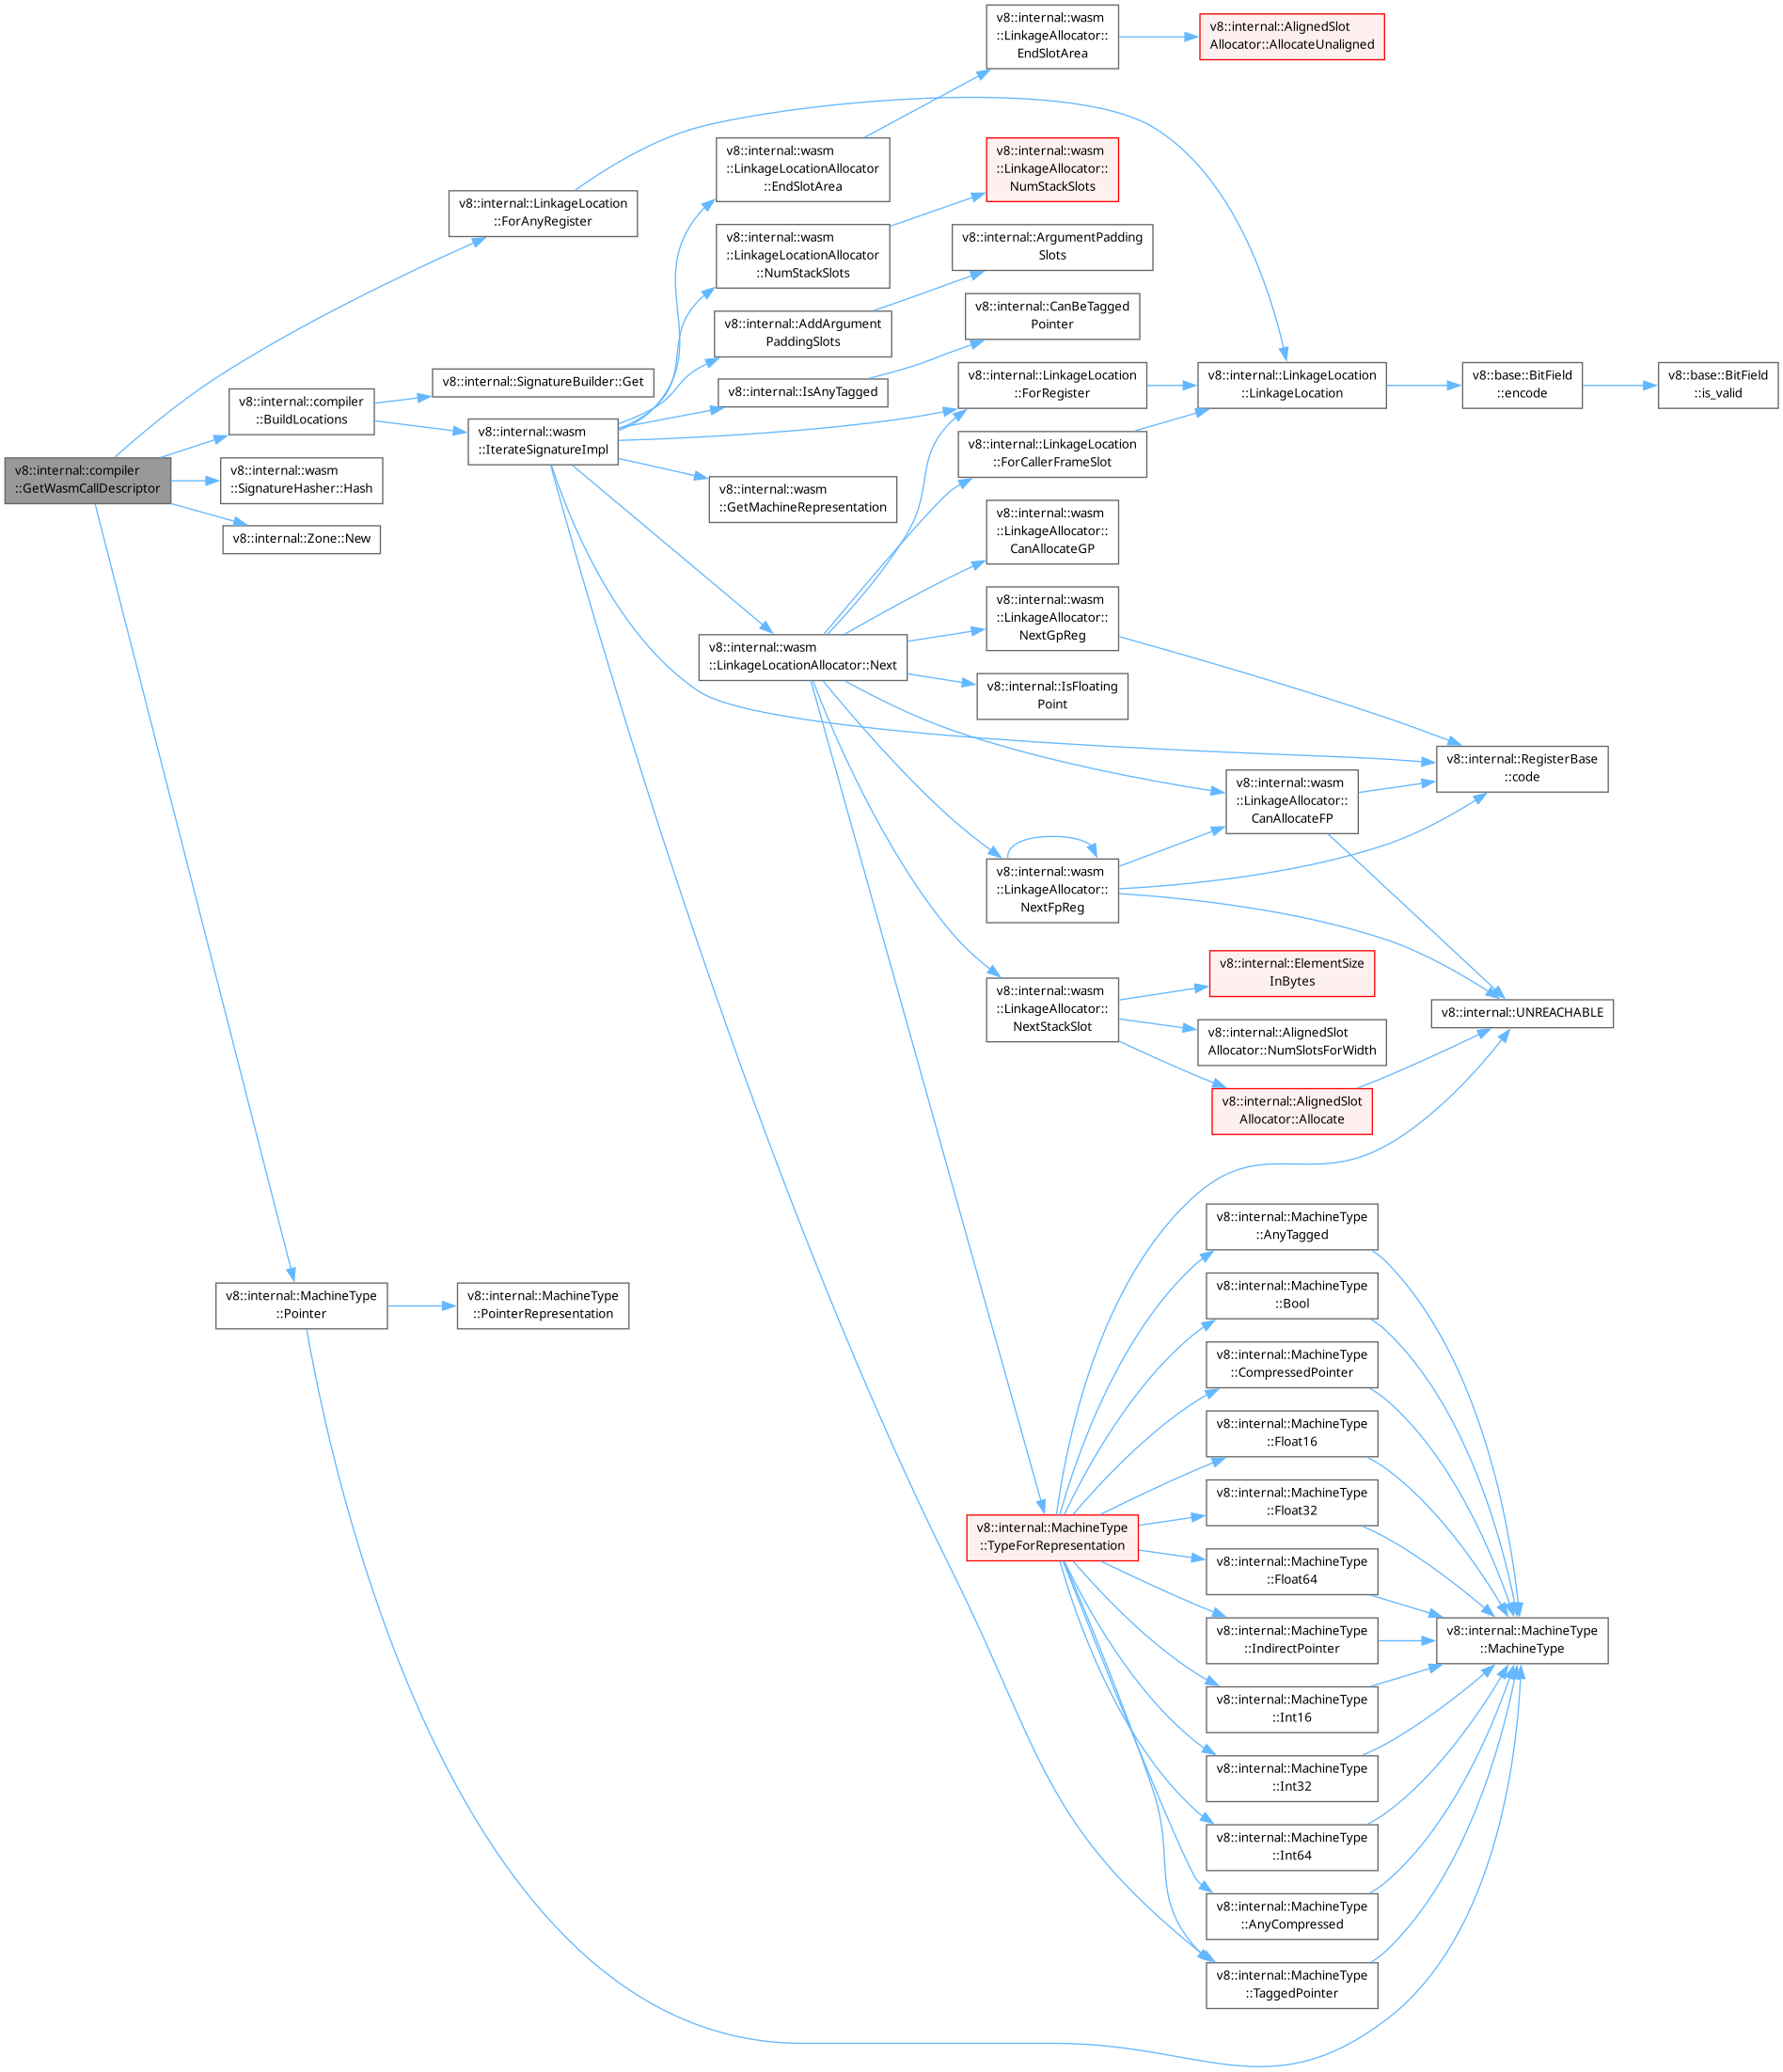 v8::internal::compiler
::GetWasmCallDescriptor
v8::internal::LinkageLocation
::ForAnyRegister
v8::internal::compiler
::BuildLocations
v8::internal::wasm
::SignatureHasher::Hash
v8::internal::Zone::New
v8::internal::MachineType
::Pointer
v8::internal::SignatureBuilder::Get
v8::internal::wasm
::IterateSignatureImpl
v8::internal::MachineType
::PointerRepresentation
v8::internal::wasm
::LinkageLocationAllocator
::EndSlotArea
v8::internal::wasm
::LinkageLocationAllocator
::NumStackSlots
v8::internal::AddArgument
PaddingSlots
v8::internal::IsAnyTagged
v8::internal::wasm
::GetMachineRepresentation
v8::internal::wasm
::LinkageLocationAllocator::Next
v8::internal::wasm
::LinkageAllocator::
EndSlotArea
v8::internal::wasm
::LinkageAllocator::
NumStackSlots
v8::internal::ArgumentPadding
Slots
v8::internal::CanBeTagged
Pointer
v8::internal::LinkageLocation
::ForRegister
v8::internal::LinkageLocation
::ForCallerFrameSlot
v8::internal::wasm
::LinkageAllocator::
CanAllocateGP
v8::internal::wasm
::LinkageAllocator::
NextGpReg
v8::internal::IsFloating
Point
v8::internal::wasm
::LinkageAllocator::
NextFpReg
v8::internal::wasm
::LinkageAllocator::
NextStackSlot
v8::internal::MachineType
::TypeForRepresentation
v8::internal::AlignedSlot
Allocator::AllocateUnaligned
v8::internal::LinkageLocation
::LinkageLocation
v8::internal::wasm
::LinkageAllocator::
CanAllocateFP
v8::internal::ElementSize
InBytes
v8::internal::AlignedSlot
Allocator::NumSlotsForWidth
v8::internal::AlignedSlot
Allocator::Allocate
v8::internal::MachineType
::AnyTagged
v8::internal::MachineType
::Bool
v8::internal::MachineType
::CompressedPointer
v8::internal::MachineType
::Float16
v8::internal::MachineType
::Float32
v8::internal::MachineType
::Float64
v8::internal::MachineType
::IndirectPointer
v8::internal::MachineType
::Int16
v8::internal::MachineType
::Int32
v8::internal::MachineType
::Int64
v8::internal::MachineType
::AnyCompressed
v8::internal::MachineType
::TaggedPointer
v8::base::BitField
::encode
v8::internal::RegisterBase
::code
v8::internal::UNREACHABLE
v8::internal::MachineType
::MachineType
v8::base::BitField
::is_valid